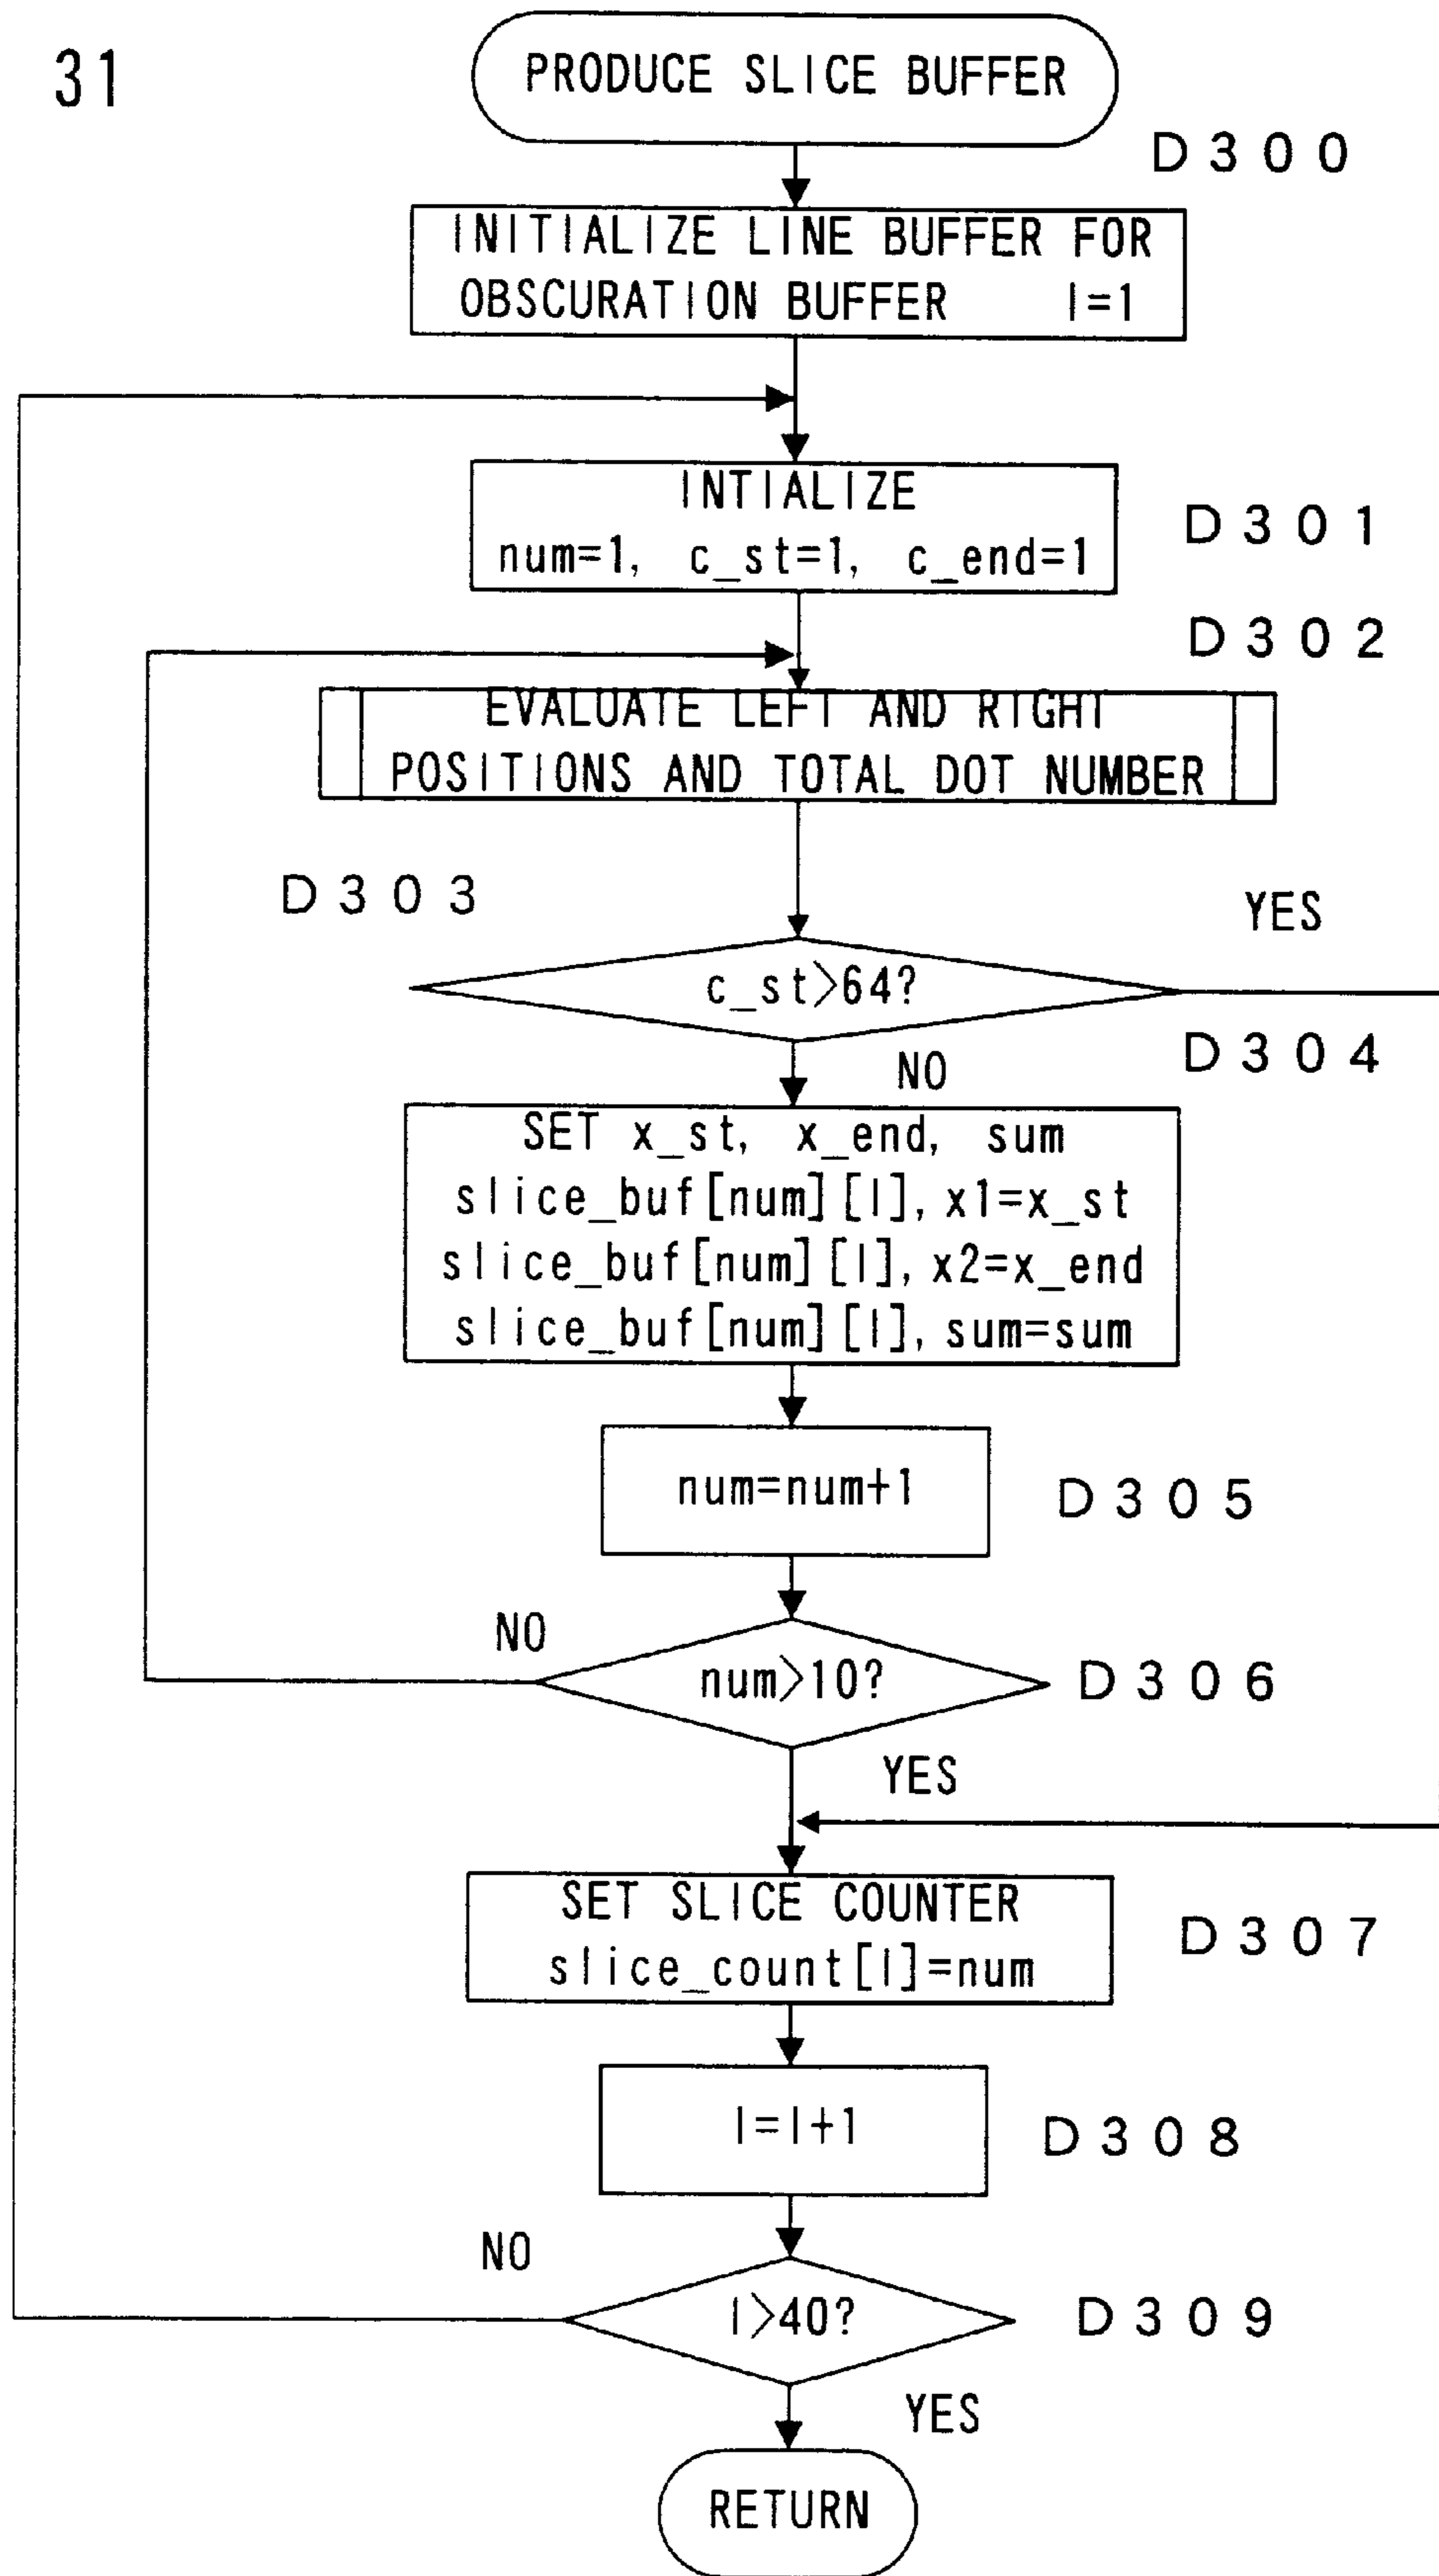 31
PRODUCE SLICE BUFFER
D300
INITIALIZE LINE BUFFER FOR
OBSCURATION BUFFER l=1
INTIALIZE
num=1, c_st=1, c_end=1
D301
D302
EVALUATE LEFT AND RIGHT
POSITIONS AND TOTAL DOT NUMBER
D303
YES
c_st>64?
D304
NO
SET x_st, x_end, sum
slice_buf[num][l],x1=x_st
slice_buf[num][l],x2=x_end
slice_buf[num][l],sum=sum
num=num+1
D305
NO
num>10?
D306
YES
SET SLICE COUNTER
slice_count[l]=num
D307
l=l+1
D308
NO
l>40?
D309
YES
RETURN